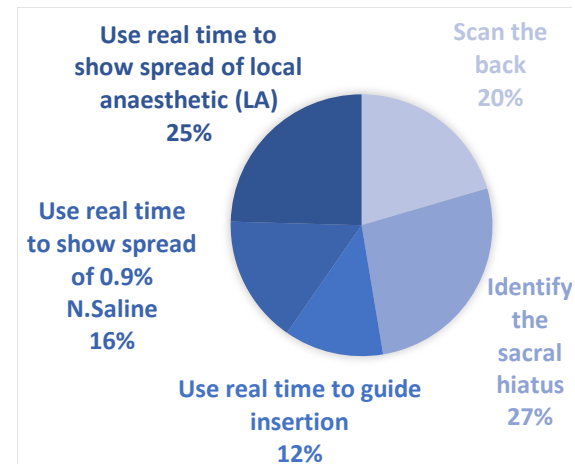 Scan the
back
20%
Identify
the
sacral
hiatus
27%
Use real time to guide
insertion
12%
Use real time
to show spread
of 0.9%
N.Saline
16%
Use real time to
show spread of local
anaesthetic (LA)
25%